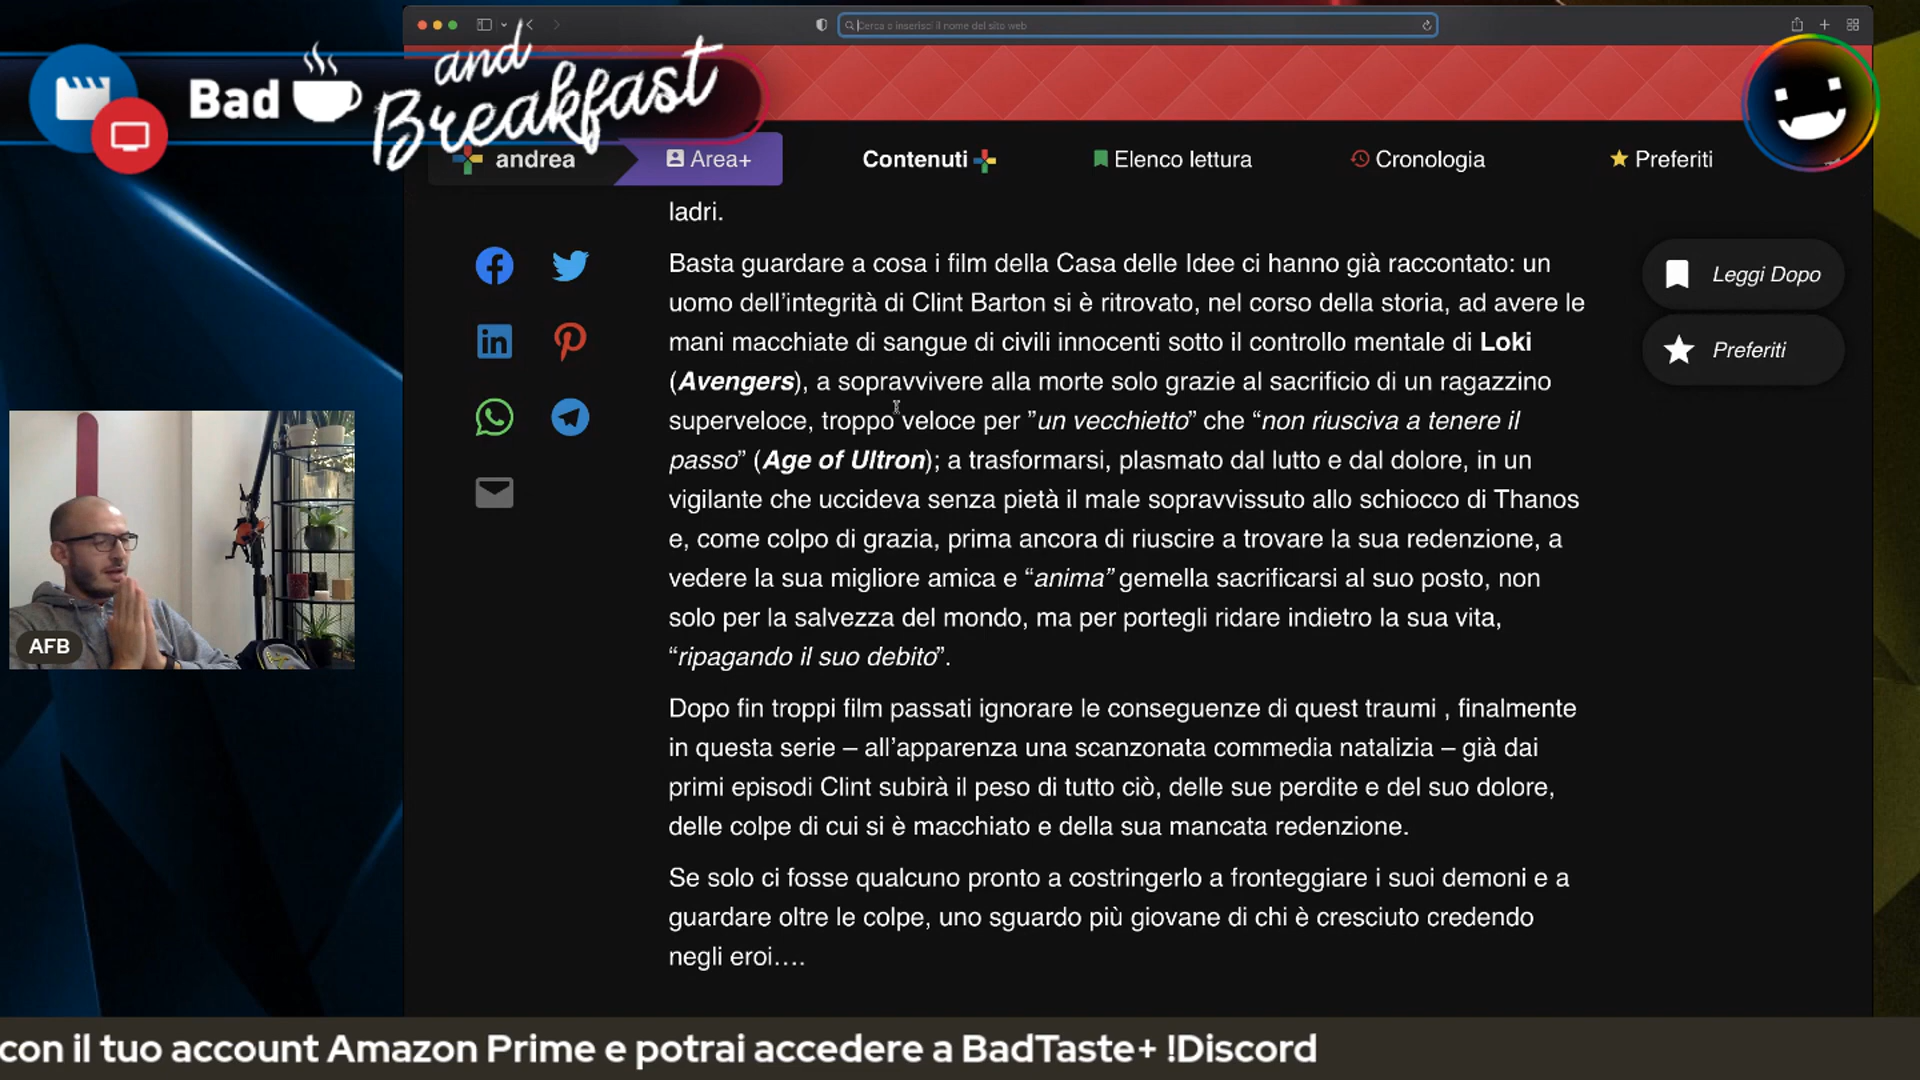 Cerca o inserisci il nome del sito web
Bad and Breakfast
andrea
Area+
Contenuti
Elenco lettura
Cronologia
Preferiti
ladri.
Basta guardare a cosa i film della Casa delle Idee ci hanno già raccontato: un
uomo dell'integrità di Clint Barton si è ritrovato, nel corso della storia, ad avere le
mani macchiate di sangue di civili innocenti sotto il controllo mentale di Loki
(Avengers), a sopravvivere alla morte solo grazie al sacrificio di un ragazzino
superveloce, troppo veloce per ”un vecchietto” che “non riusciva a tenere il
passo” (Age of Ultron); a trasformarsi, plasmato dal lutto e dal dolore, in un
vigilante che uccideva senza pietà il male sopravvissuto allo schiocco di Thanos
e, come colpo di grazia, prima ancora di riuscire a trovare la sua redenzione, a
vedere la sua migliore amica e “anima” gemella sacrificarsi al suo posto, non
solo per la salvezza del mondo, ma per portegli ridare indietro la sua vita,
“ripagando il suo debito”.
Dopo fin troppi film passati ignorare le conseguenze di quest traumi , finalmente
in questa serie – all'apparenza una scanzonata commedia natalizia – già dai
primi episodi Clint subirà il peso di tutto ciò, delle sue perdite e del suo dolore,
delle colpe di cui si è macchiato e della sua mancata redenzione.
Se solo ci fosse qualcuno pronto a costringerlo a fronteggiare i suoi demoni e a
guardare oltre le colpe, uno sguardo più giovane di chi è cresciuto credendo
negli eroi….
Leggi Dopo
Preferiti
AFB
con il tuo account Amazon Prime e potrai accedere a BadTaste+ !Discord